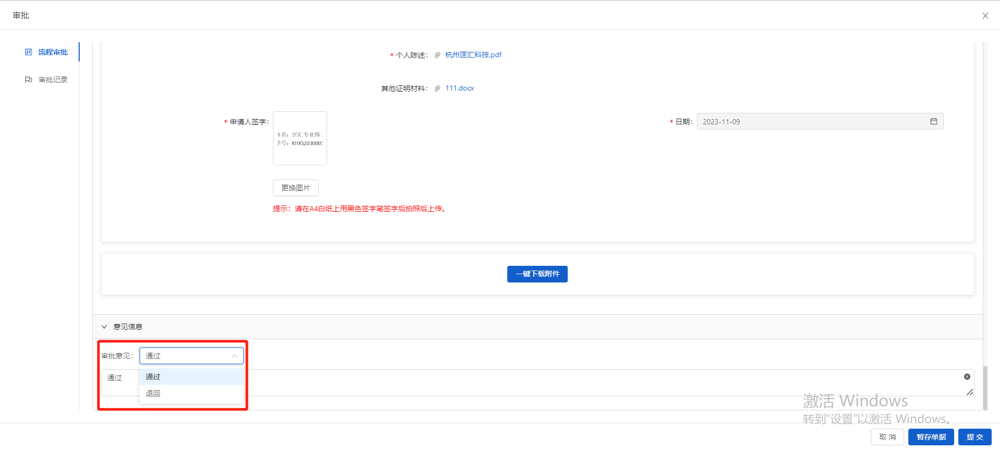 审批
流程审批
审批记录
* 个人陈述： 杭州匡汇科技.pdf
其他证明材料： 111.docx
* 申请人签字：
姓名：匡汇专业博士
学号：KHXS2030001
* 日期： 2023-11-09
更换图片
提示：请在A4白纸上用黑色签字笔签字后拍照后上传。
一键下载附件
意见信息
审批意见： 通过
通过
通过
退回
激活 Windows
转到“设置”以激活 Windows。
取 消 暂存单据 提 交